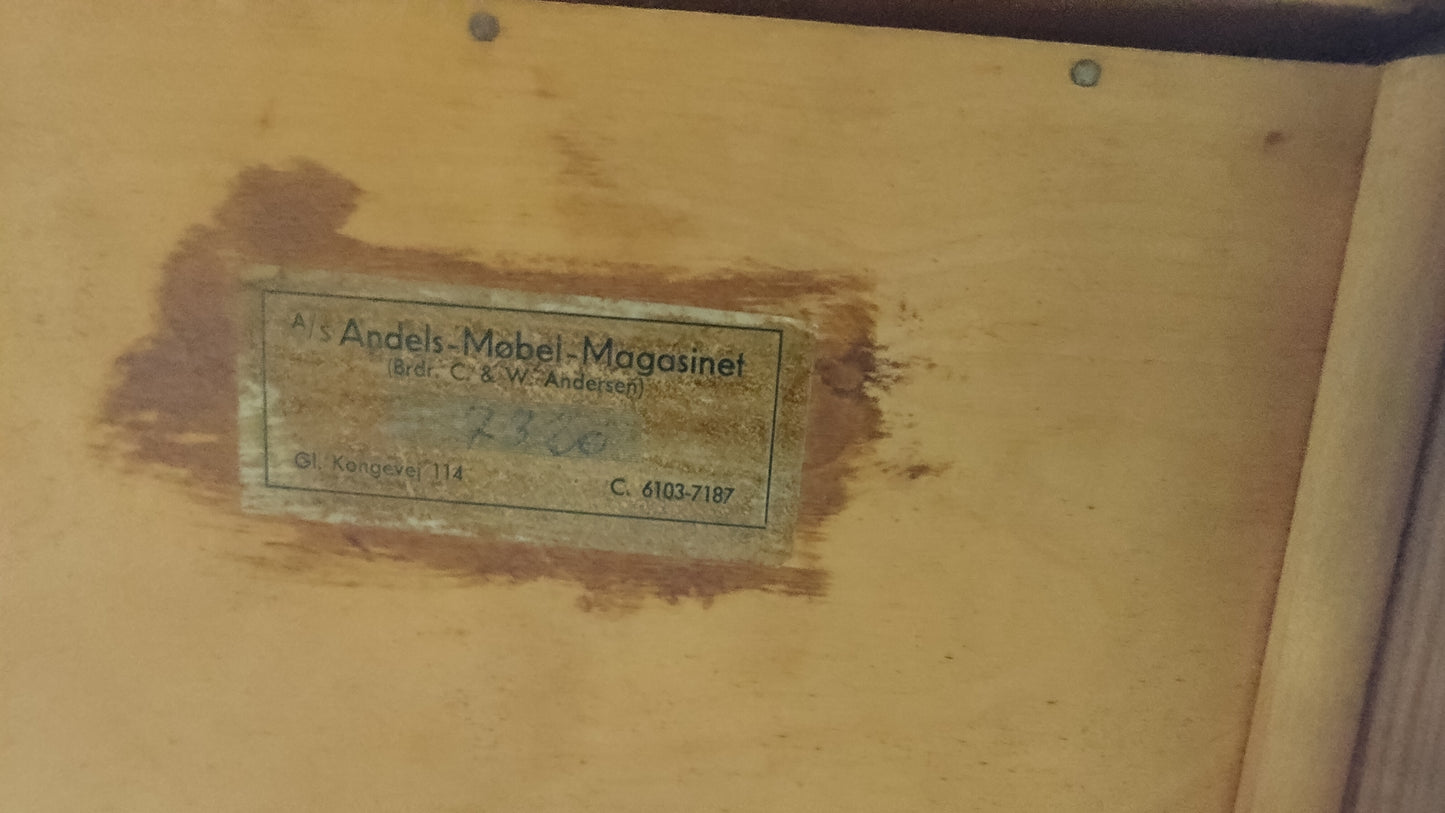 A/s Andels-Møbel-Magasinet
(Brdr. C. & W. Andersen)
Gl. Kongevej 114
C. 6103-7187